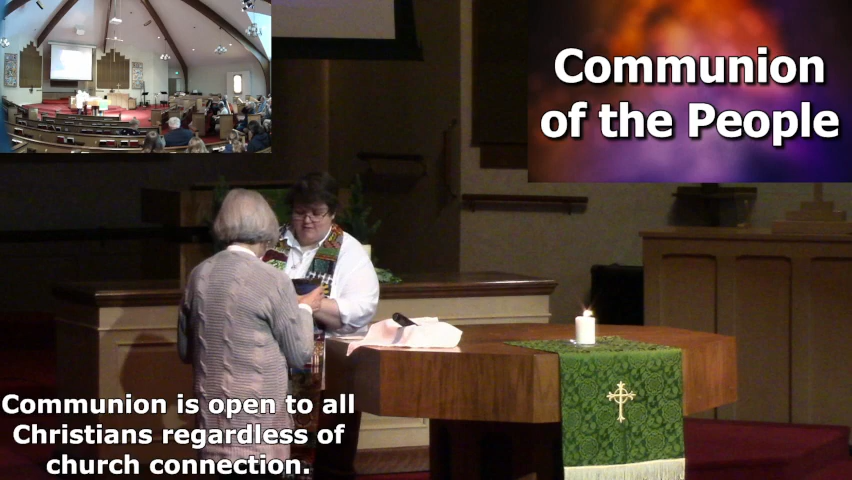 Communion
of the People
Communion is open to all
Christians regardless of
church connection.